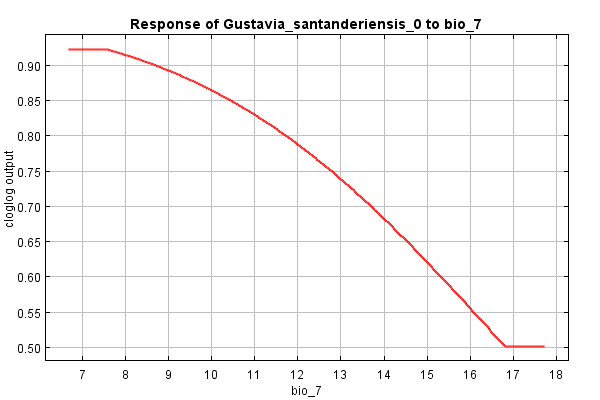 Response of Gustavia_santanderiensis_0 to bio_7
cloglog output
0.90
0.85
0.80
0.75
0.70
0.65
0.60
0.55
0.50
7 8 9 10 11 12 13 14 15 16 17 18
bio_7